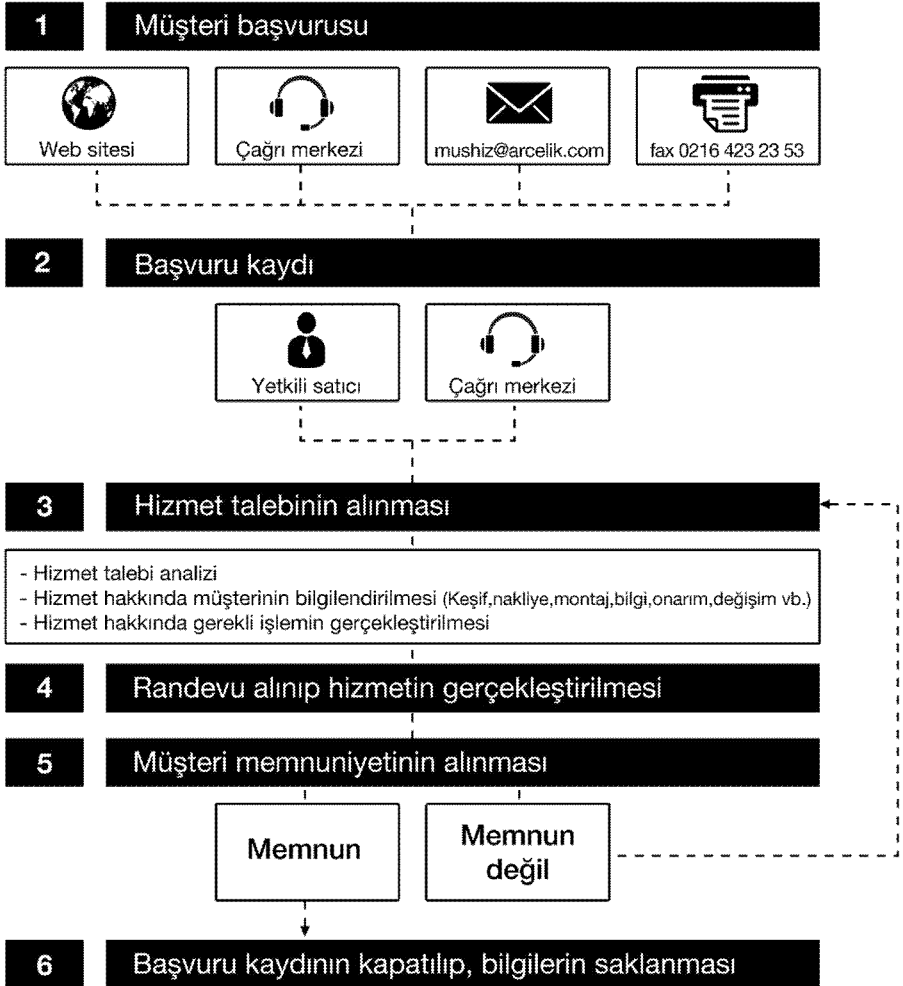 1 Müşteri başvurusu
Web sitesi
Çağrı merkezi
mushiz@arcelik.com
fax 0216 423 23 53
2 Başvuru kaydı
Yetkili satıcı
Çağrı merkezi
3 Hizmet talebinin alınması
- Hizmet talebi analizi
- Hizmet hakkında müşterinin bilgilendirilmesi (Keşif,nakliye,montaj,bilgi,onarım,değişim vb.)
- Hizmet hakkında gerekli işlemin gerçekleştirilmesi
4 Randevu alınıp hizmetin gerçekleştirilmesi
5 Müşteri memnuniyetinin alınması
Memnun
Memnun
değil
6 Başvuru kaydının kapatılıp, bilgilerin saklanması